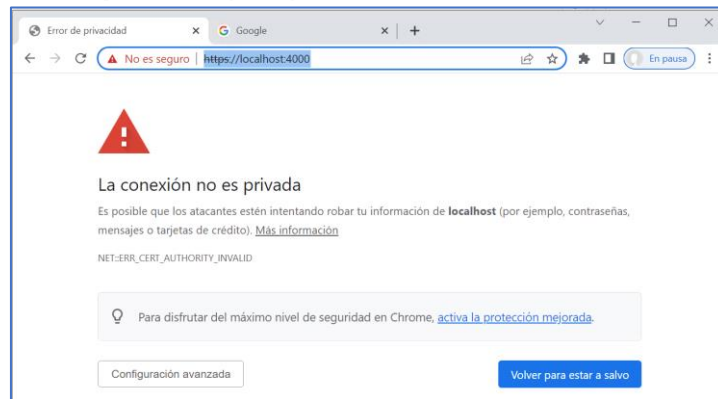 Error de privacidad
Google
No es seguro
https://localhost:4000
En pausa
La conexión no es privada
Es posible que los atacantes estén intentando robar tu información de localhost (por ejemplo, contraseñas,
mensajes o tarjetas de crédito). Más información
NET::ERR_CERT_AUTHORITY_INVALID
Para disfrutar del máximo nivel de seguridad en Chrome, activa la protección mejorada.
Configuración avanzada
Volver para estar a salvo